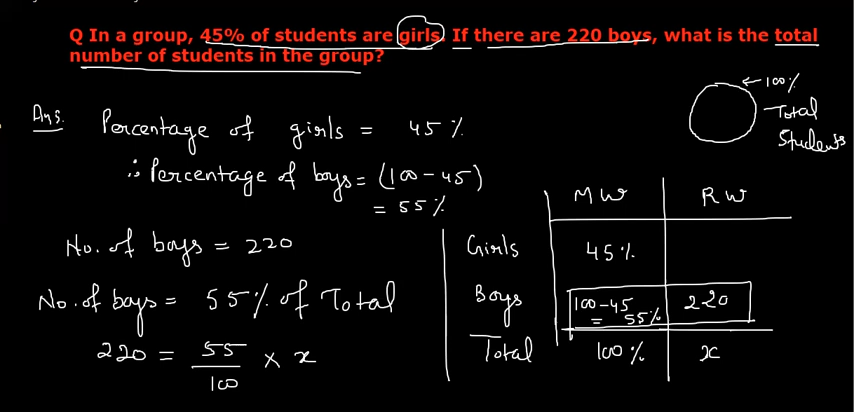 Q In a group, 45% of students are girls. If there are 220 boys, what is the total
number of students in the group?
100%
Total
Students
Ans.
Percentage of girls = 45%
∴ Percentage of boys = (100 - 45)
= 55%
No. of boys = 220
No. of boys = 55% of Total
220 = 55/100 × x
MW RW
Girls 45%
Boys 100-45 = 55% 220
Total 100% x